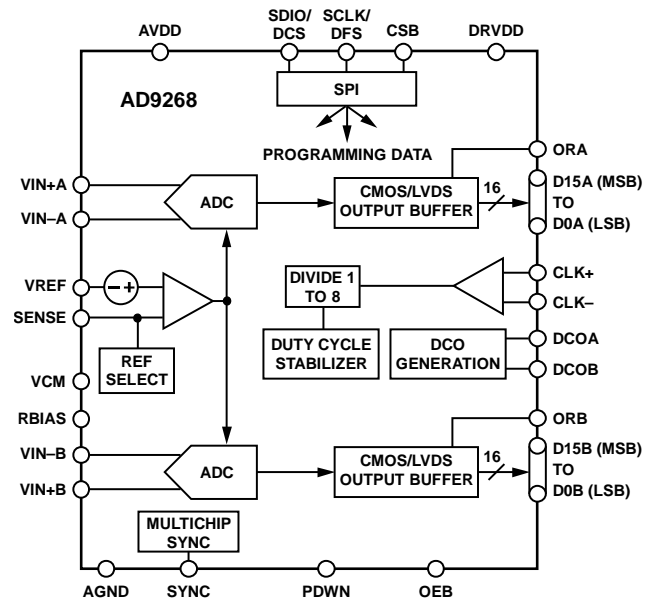 SDIO/
DCS
SCLK/
DFS
AVDD
CSB
DRVDD
SPI
AD9268
PROGRAMMING DATA
ORA
VIN+A
VIN–A
ADC
CMOS/LVDS
OUTPUT BUFFER
16
D15A (MSB)
TO
D0A (LSB)
VREF
– +
SENSE
REF
SELECT
DIVIDE 1
TO 8
CLK+
CLK–
DUTY CYCLE
STABILIZER
DCO
GENERATION
DCOA
DCOB
VCM
RBIAS
ORB
VIN–B
VIN+B
ADC
CMOS/LVDS
OUTPUT BUFFER
16
D15B (MSB)
TO
D0B (LSB)
MULTICHIP
SYNC
AGND
SYNC
PDWN
OEB